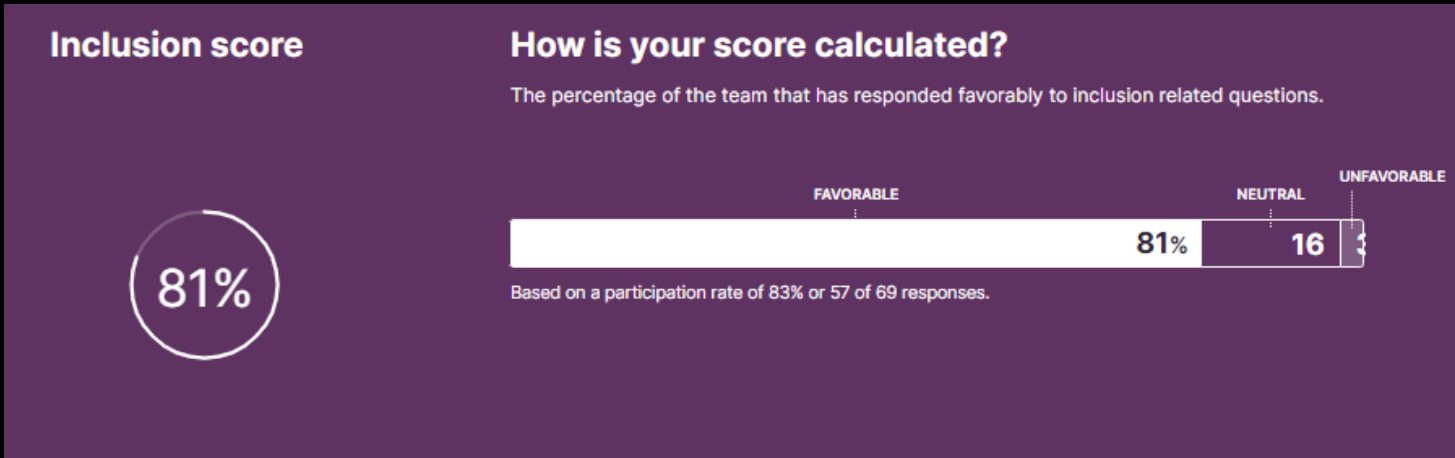 Inclusion score
How is your score calculated?
The percentage of the team that has responded favorably to inclusion related questions.
UNFAVORABLE
FAVORABLE
NEUTRAL
81%
81%
16
Based on a participation rate of 83% or 57 of 69 responses.